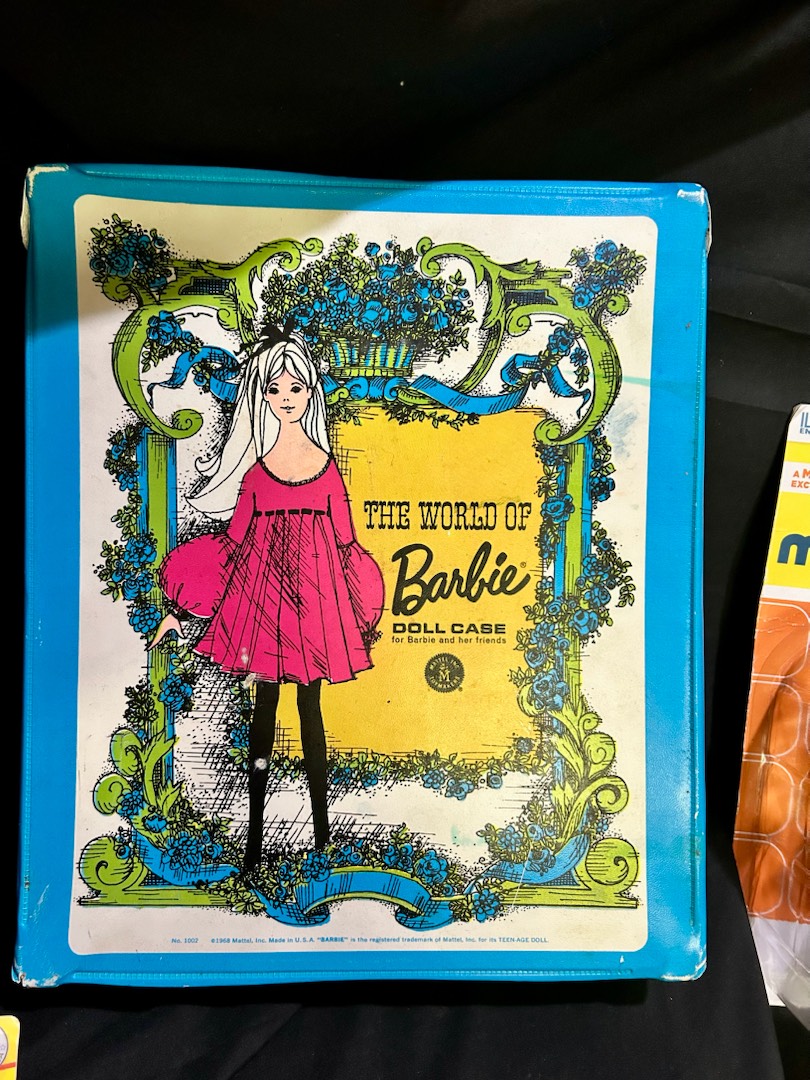 THE WORLD OF
Barbie®
DOLL CASE
for Barbie and her friends
M
No. 1002 ©1968 Mattel, Inc. Made in U.S.A. "BARBIE" is the registered trademark of Mattel, Inc. for its TEEN-AGE DOLL.